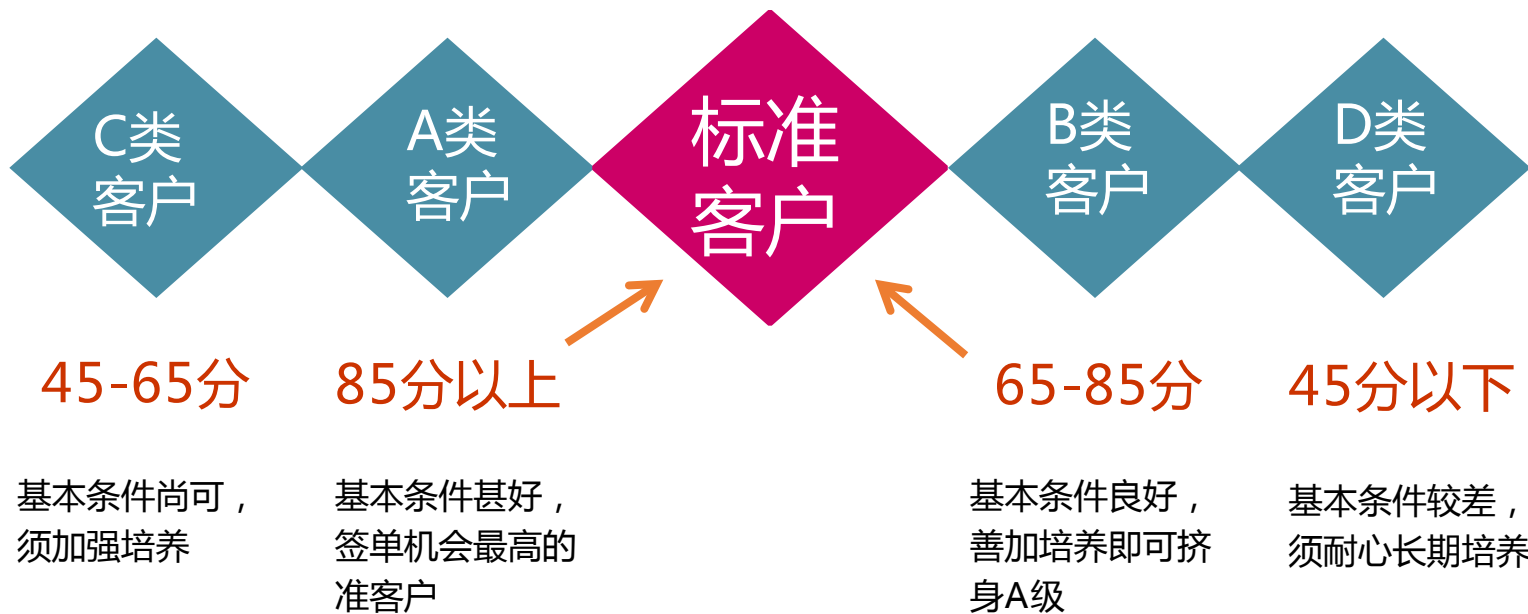 C类
客户
A类
客户
标准
客户
B类
客户
D类
客户
45-65分
85分以上
65-85分
45分以下
基本条件尚可，
须加强培养
基本条件甚好，
签单机会最高的
准客户
基本条件良好，
善加培养即可挤
身A级
基本条件较差，
须耐心长期培养